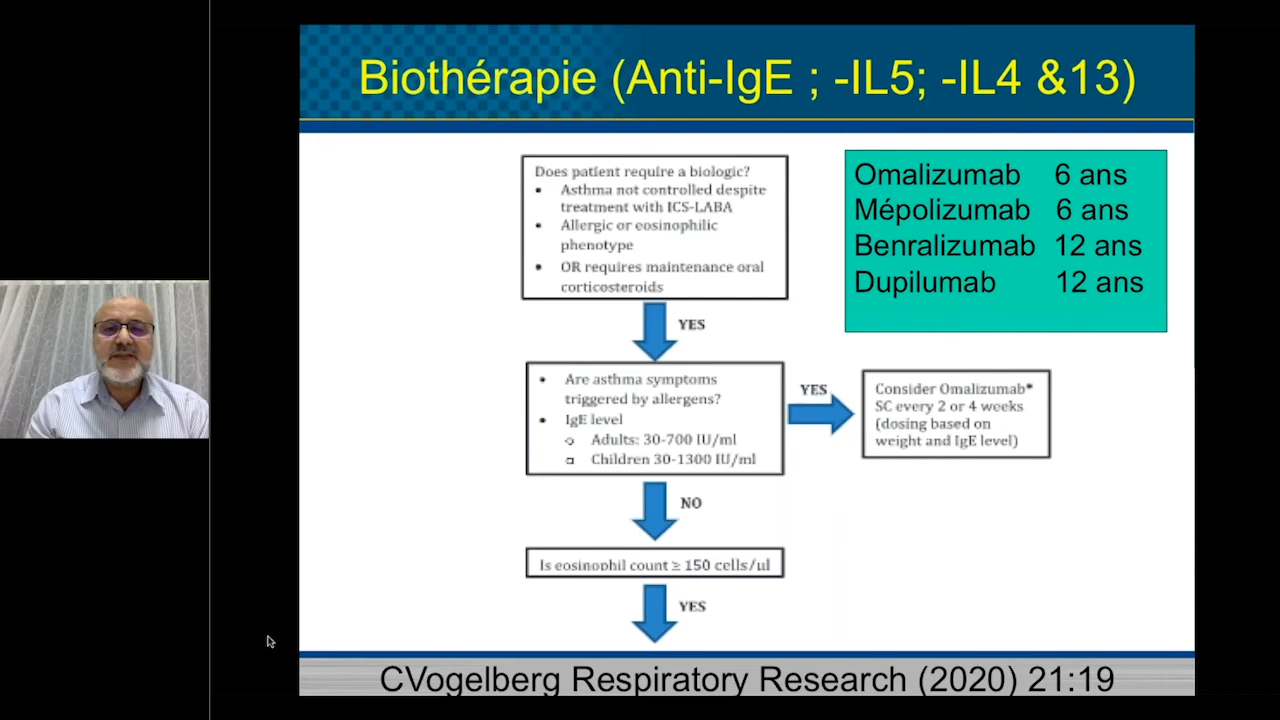 Biothérapie (Anti-IgE ; -IL5; -IL4 &13)
Does patient require a biologic?
• Asthma not controlled despite
treatment with ICS-LABA
• Allergic or eosinophilic
phenotype
• OR requires maintenance oral
corticosteroids
Omalizumab 6 ans
Mépolizumab 6 ans
Benralizumab 12 ans
Dupilumab 12 ans
YES
• Are asthma symptoms
triggered by allergens?
• IgE level
Adults: 30-700 IU/ml
Children 30-1300 IU/ml
YES
Consider Omalizumab*
SC every 2 or 4 weeks
(dosing based on
weight and IgE level)
NO
Is eosinophil count ≥ 150 cells/µl
YES
CVogelberg Respiratory Research (2020) 21:19